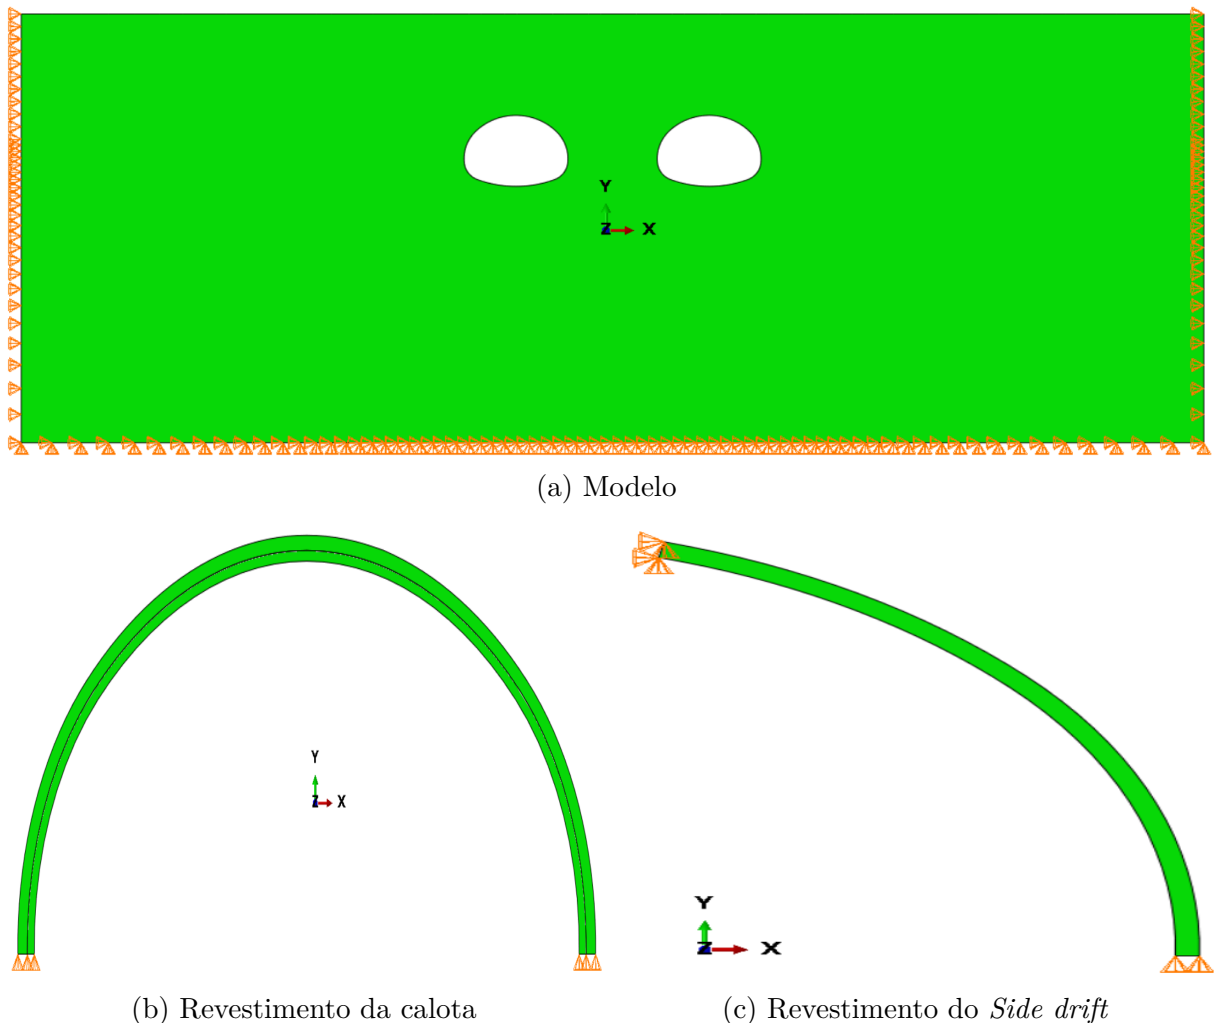 Y
Z X
(a) Modelo
Y
Z X
Y
Z X
(b) Revestimento da calota
(c) Revestimento do Side drift